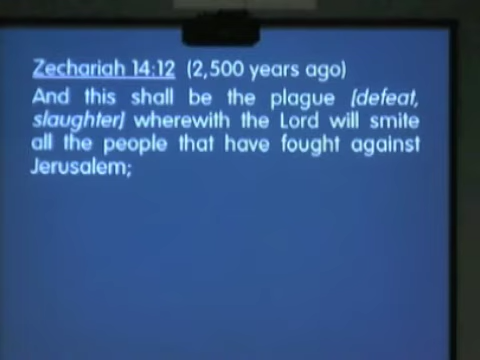 Zechariah 14:12 (2,500 years ago)
And this shall be the plague [defeat,
slaughter] wherewith the Lord will smite
all the people that have fought against
Jerusalem;